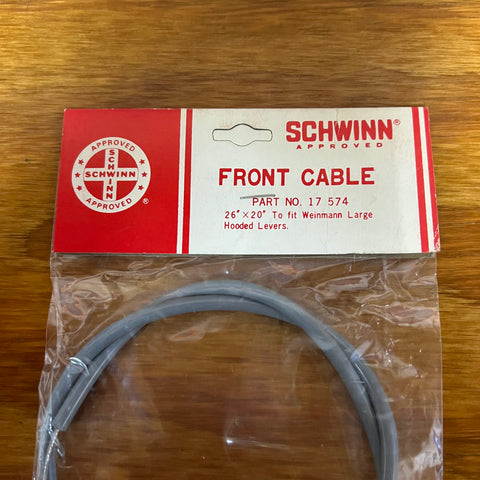 APPROVED
SCHWINN
SCHWINN
APPROVED
®
SCHWINN®
APPROVED
FRONT CABLE
PART NO. 17 574
26"×20" To fit Weinmann Large
Hooded Levers.